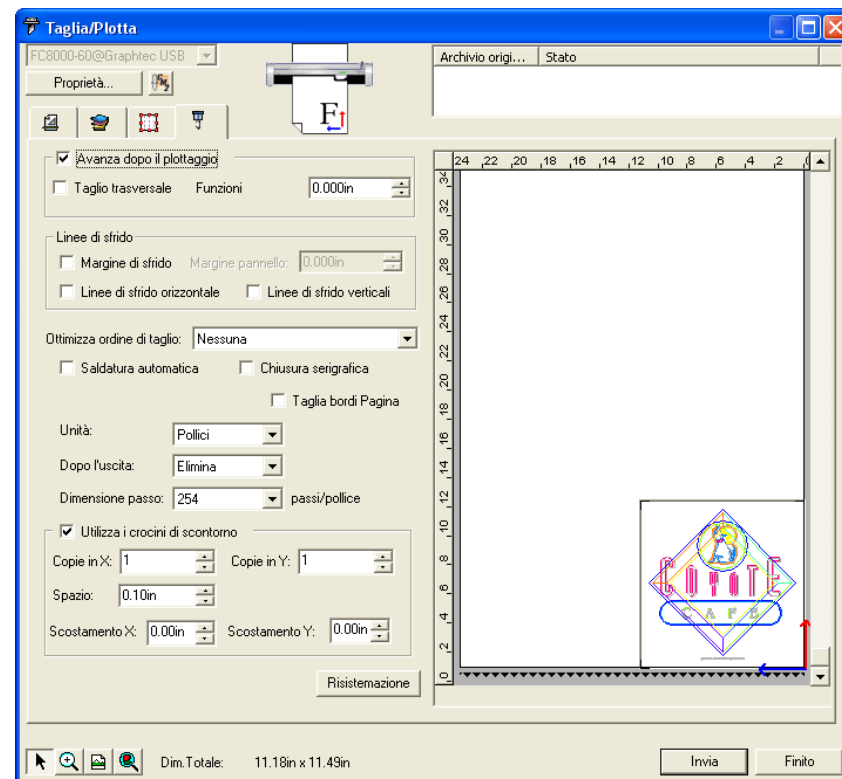 Taglia/Plotta
FC8000-60@Graphtec USB
Archivio origi... Stato
Proprietà...
F
Avanza dopo il plottaggio
Taglio trasversale Funzioni 0.000in
Linee di sfrido
Margine di sfrido Margine pannello: 0.000in
Linee di sfrido orizzontale Linee di sfrido verticali
Ottimizza ordine di taglio: Nessuna
Saldatura automatica Chiusura serigrafica
Taglia bordi Pagina
Unità: Pollici
Dopo l'uscita: Elimina
Dimensione passo: 254 passi/pollice
Utilizza i crocini di scontorno
Copie in X: 1 Copie in Y: 1
Spazio: 0.10in
Scostamento X: 0.00in Scostamento Y: 0.00in
Risistemazione
24 22 20 18 16 14 12 10 8 6 4 2 0
34
32
30
28
26
24
22
20
18
16
14
12
10
8
6
4
2
0
COYOTE
CAFE
Dim.Totale: 11.18in x 11.49in
Invia Finito